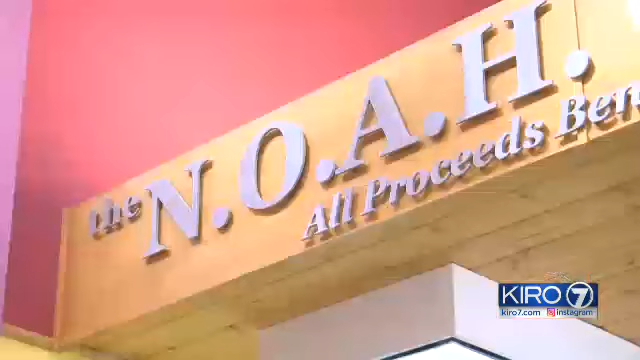 the N.O.A.H.
All Proceeds Ben
KIRO 7
kiro7.com instagram